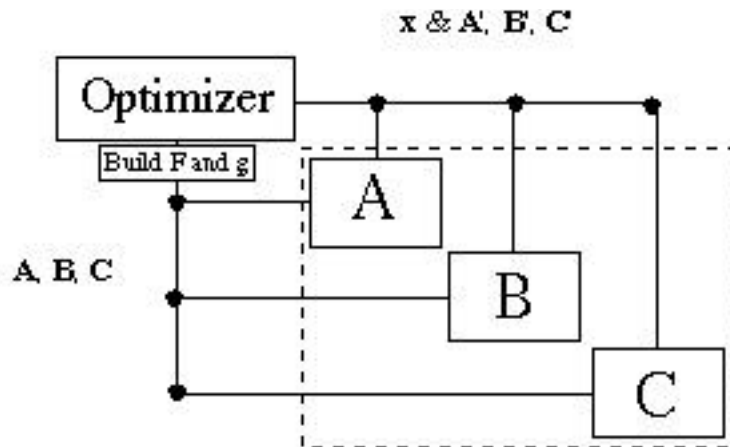 x & A', B', C'
Optimizer
Build F and g
A
A, B, C
B
C